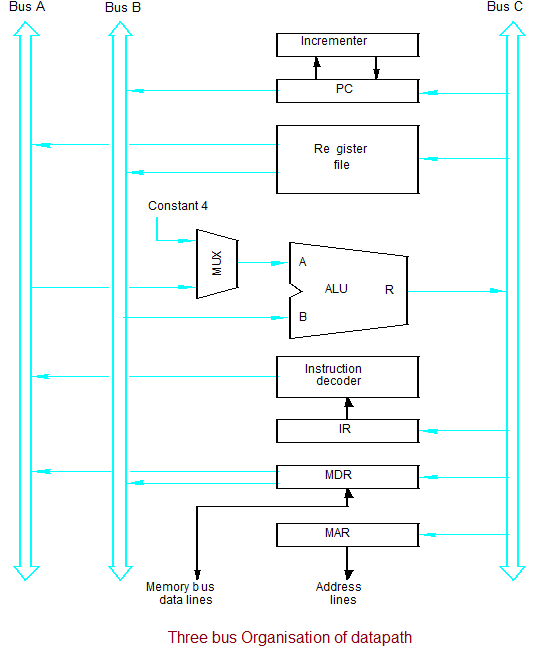 Bus A
Bus B
Bus C
Incrementer
PC
Re gister
file
Constant 4
MUX
A
ALU
R
B
Instruction
decoder
IR
MDR
MAR
Memory b us
data lines
Address
lines
Three bus Organisation of datapath